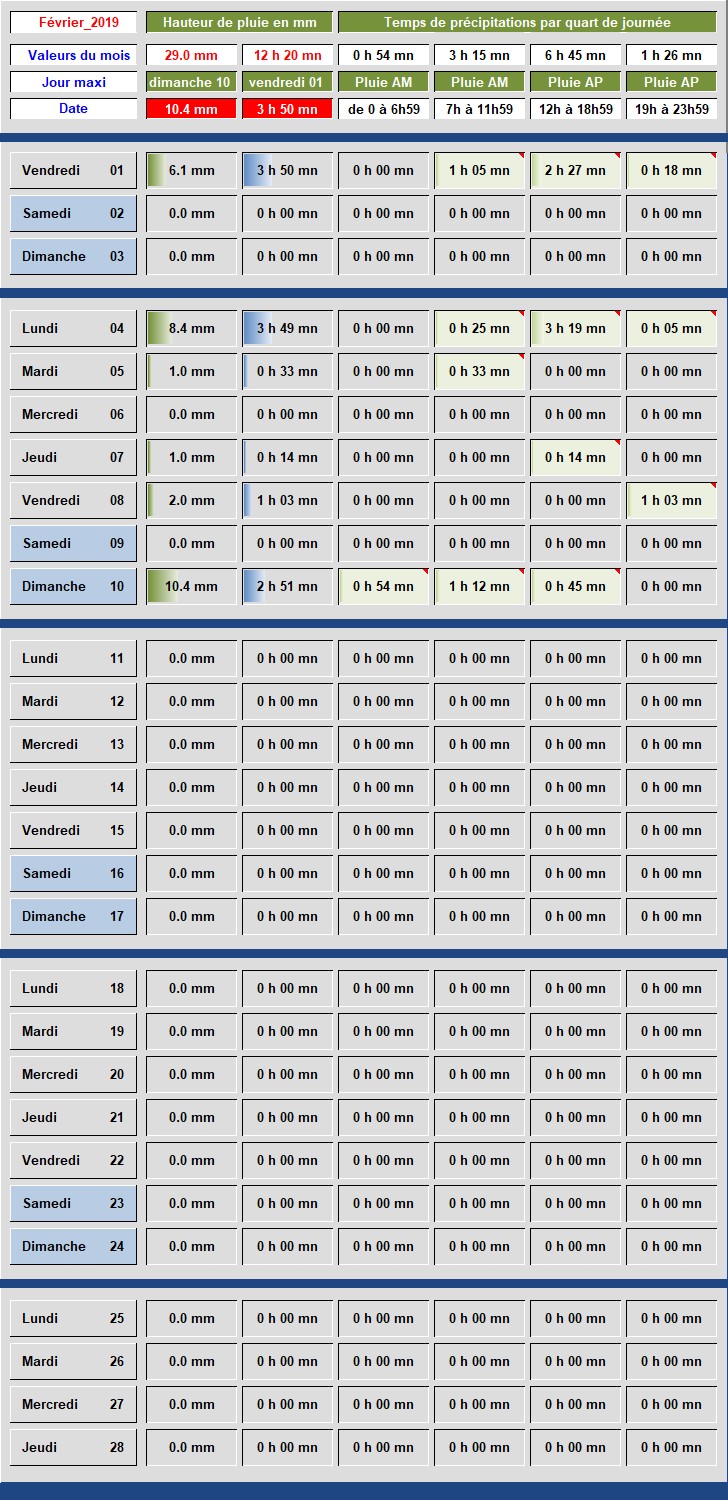 Février_2019 Hauteur de pluie en mm Temps de précipitations par quart de journée
Valeurs du mois 29.0 mm 12 h 20 mn 0 h 54 mn 3 h 15 mn 6 h 45 mn 1 h 26 mn
Jour maxi dimanche 10 vendredi 01 Pluie AM Pluie AM Pluie AP Pluie AP
Date 10.4 mm 3 h 50 mn de 0 à 6h59 7h à 11h59 12h à 18h59 19h à 23h59
Vendredi 01 6.1 mm 3 h 50 mn 0 h 00 mn 1 h 05 mn 2 h 27 mn 0 h 18 mn
Samedi 02 0.0 mm 0 h 00 mn 0 h 00 mn 0 h 00 mn 0 h 00 mn 0 h 00 mn
Dimanche 03 0.0 mm 0 h 00 mn 0 h 00 mn 0 h 00 mn 0 h 00 mn 0 h 00 mn
Lundi 04 8.4 mm 3 h 49 mn 0 h 00 mn 0 h 25 mn 3 h 19 mn 0 h 05 mn
Mardi 05 1.0 mm 0 h 33 mn 0 h 00 mn 0 h 33 mn 0 h 00 mn 0 h 00 mn
Mercredi 06 0.0 mm 0 h 00 mn 0 h 00 mn 0 h 00 mn 0 h 00 mn 0 h 00 mn
Jeudi 07 1.0 mm 0 h 14 mn 0 h 00 mn 0 h 00 mn 0 h 14 mn 0 h 00 mn
Vendredi 08 2.0 mm 1 h 03 mn 0 h 00 mn 0 h 00 mn 0 h 00 mn 1 h 03 mn
Samedi 09 0.0 mm 0 h 00 mn 0 h 00 mn 0 h 00 mn 0 h 00 mn 0 h 00 mn
Dimanche 10 10.4 mm 2 h 51 mn 0 h 54 mn 1 h 12 mn 0 h 45 mn 0 h 00 mn
Lundi 11 0.0 mm 0 h 00 mn 0 h 00 mn 0 h 00 mn 0 h 00 mn 0 h 00 mn
Mardi 12 0.0 mm 0 h 00 mn 0 h 00 mn 0 h 00 mn 0 h 00 mn 0 h 00 mn
Mercredi 13 0.0 mm 0 h 00 mn 0 h 00 mn 0 h 00 mn 0 h 00 mn 0 h 00 mn
Jeudi 14 0.0 mm 0 h 00 mn 0 h 00 mn 0 h 00 mn 0 h 00 mn 0 h 00 mn
Vendredi 15 0.0 mm 0 h 00 mn 0 h 00 mn 0 h 00 mn 0 h 00 mn 0 h 00 mn
Samedi 16 0.0 mm 0 h 00 mn 0 h 00 mn 0 h 00 mn 0 h 00 mn 0 h 00 mn
Dimanche 17 0.0 mm 0 h 00 mn 0 h 00 mn 0 h 00 mn 0 h 00 mn 0 h 00 mn
Lundi 18 0.0 mm 0 h 00 mn 0 h 00 mn 0 h 00 mn 0 h 00 mn 0 h 00 mn
Mardi 19 0.0 mm 0 h 00 mn 0 h 00 mn 0 h 00 mn 0 h 00 mn 0 h 00 mn
Mercredi 20 0.0 mm 0 h 00 mn 0 h 00 mn 0 h 00 mn 0 h 00 mn 0 h 00 mn
Jeudi 21 0.0 mm 0 h 00 mn 0 h 00 mn 0 h 00 mn 0 h 00 mn 0 h 00 mn
Vendredi 22 0.0 mm 0 h 00 mn 0 h 00 mn 0 h 00 mn 0 h 00 mn 0 h 00 mn
Samedi 23 0.0 mm 0 h 00 mn 0 h 00 mn 0 h 00 mn 0 h 00 mn 0 h 00 mn
Dimanche 24 0.0 mm 0 h 00 mn 0 h 00 mn 0 h 00 mn 0 h 00 mn 0 h 00 mn
Lundi 25 0.0 mm 0 h 00 mn 0 h 00 mn 0 h 00 mn 0 h 00 mn 0 h 00 mn
Mardi 26 0.0 mm 0 h 00 mn 0 h 00 mn 0 h 00 mn 0 h 00 mn 0 h 00 mn
Mercredi 27 0.0 mm 0 h 00 mn 0 h 00 mn 0 h 00 mn 0 h 00 mn 0 h 00 mn
Jeudi 28 0.0 mm 0 h 00 mn 0 h 00 mn 0 h 00 mn 0 h 00 mn 0 h 00 mn